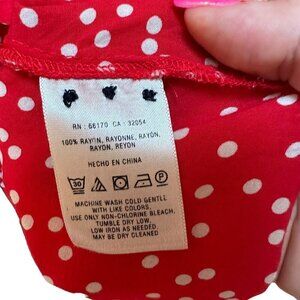 RN : 66170 CA : 32054
100% RAYON, RAYONNE, RAYON,
RAYON, REYON
HECHO EN CHINA
30
P
MACHINE WASH COLD GENTLE
WITH LIKE COLORS.
USE ONLY NON-CHLORINE BLEACH.
TUMBLE DRY LOW.
LOW IRON AS NEEDED
MAY BE DRY CLEANED